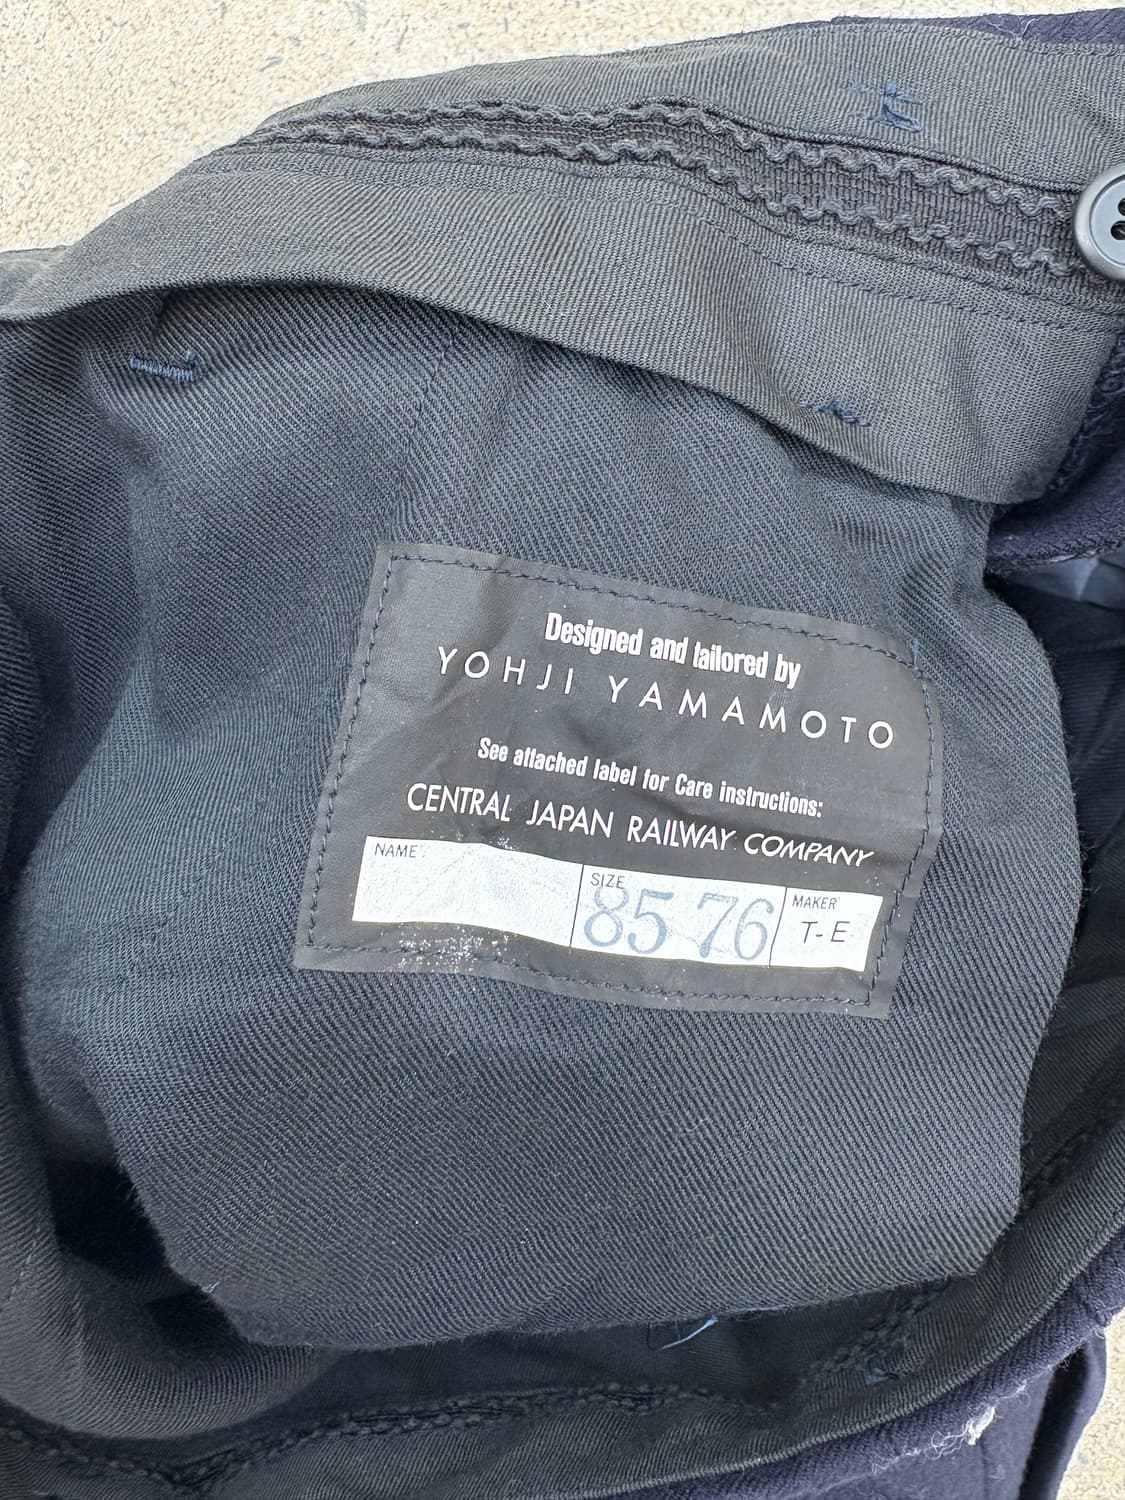 Designed and tailored by
YOHJI YAMAMOTO
See attached label for Care instructions:
CENTRAL JAPAN RAILWAY COMPANY
NAME SIZE MAKER
85 76 T-E